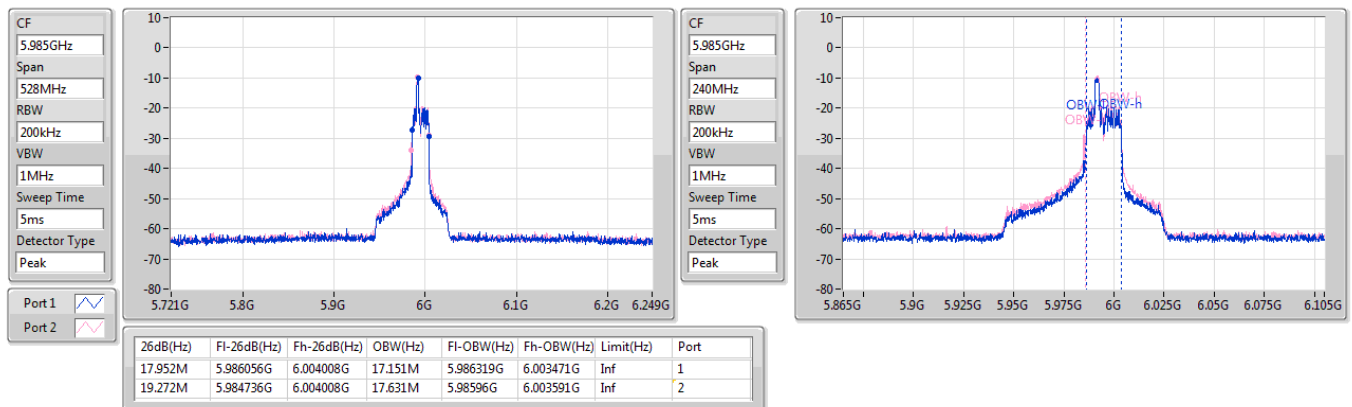 CF
5.985GHz
Span
528MHz
RBW
200kHz
VBW
1MHz
Sweep Time
5ms
Detector Type
Peak
Port 1
Port 2
10
0
-10
-20
-30
-40
-50
-60
-70
-80
5.721G 5.8G 5.9G 6G 6.1G 6.2G 6.249G
CF
5.985GHz
Span
240MHz
RBW
200kHz
VBW
1MHz
Sweep Time
5ms
Detector Type
Peak
10
0
-10
-20
-30
-40
-50
-60
-70
-80
OBW-h
OBW-h
5.865G 5.9G 5.925G 5.95G 5.975G 6G 6.025G 6.05G 6.075G 6.105G
26dB(Hz) Fl-26dB(Hz) Fh-26dB(Hz) OBW(Hz) Fl-OBW(Hz) Fh-OBW(Hz) Limit(Hz) Port
17.952M 5.986056G 6.004008G 17.151M 5.986319G 6.003471G Inf 1
19.272M 5.984736G 6.004008G 17.631M 5.98596G 6.003591G Inf 2